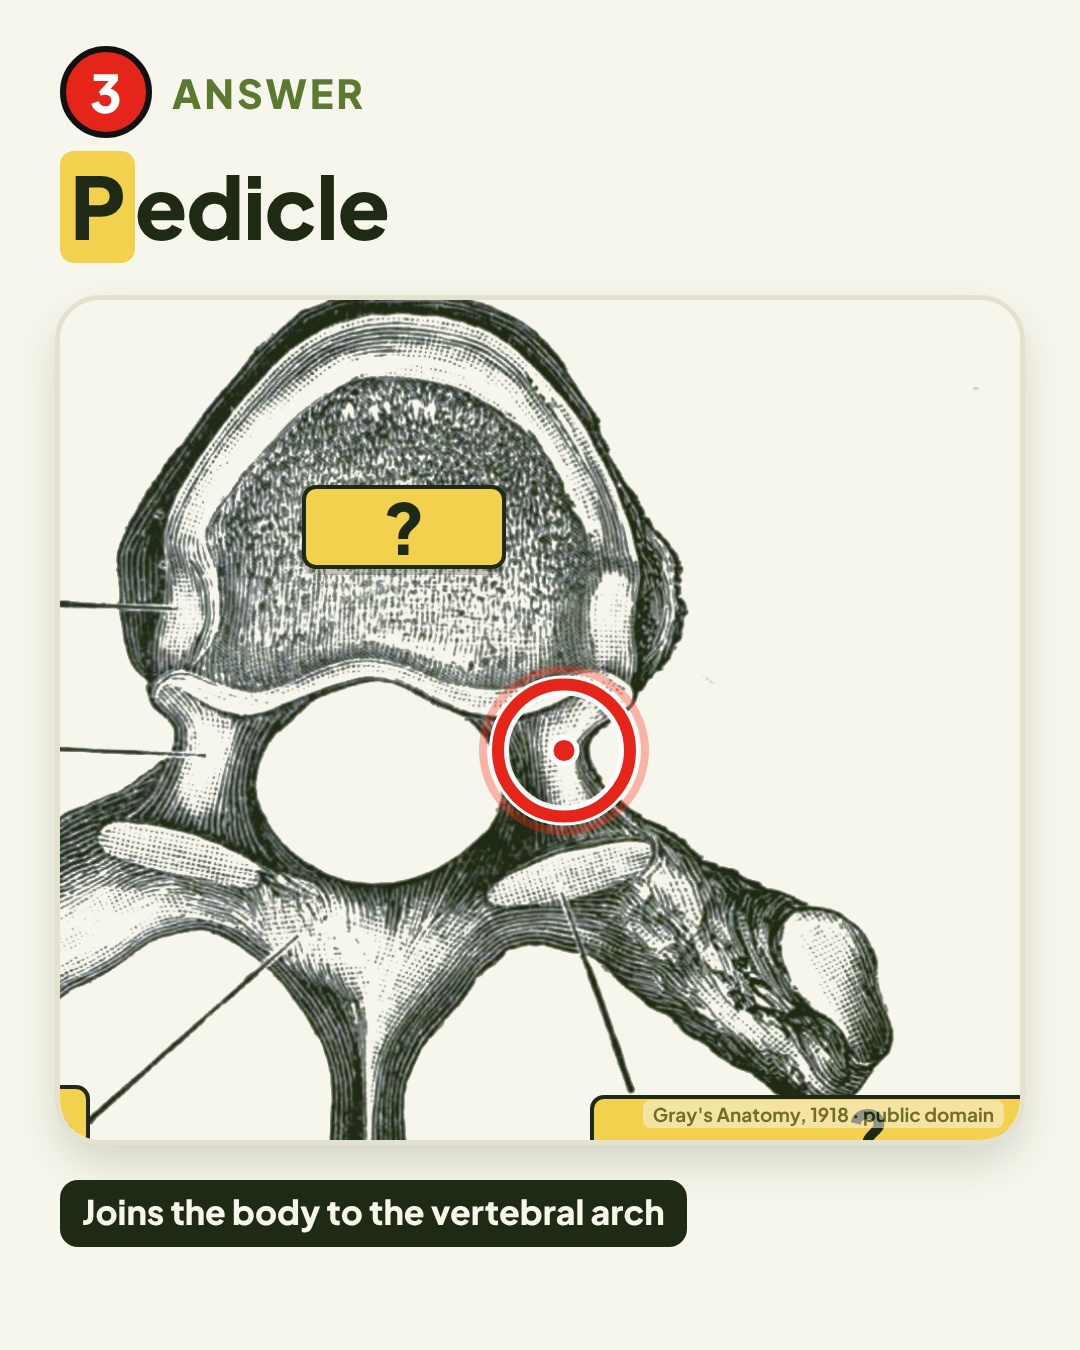 3 ANSWER
Pedicle
?
Gray's Anatomy, 1918 · public domain
?
Joins the body to the vertebral arch